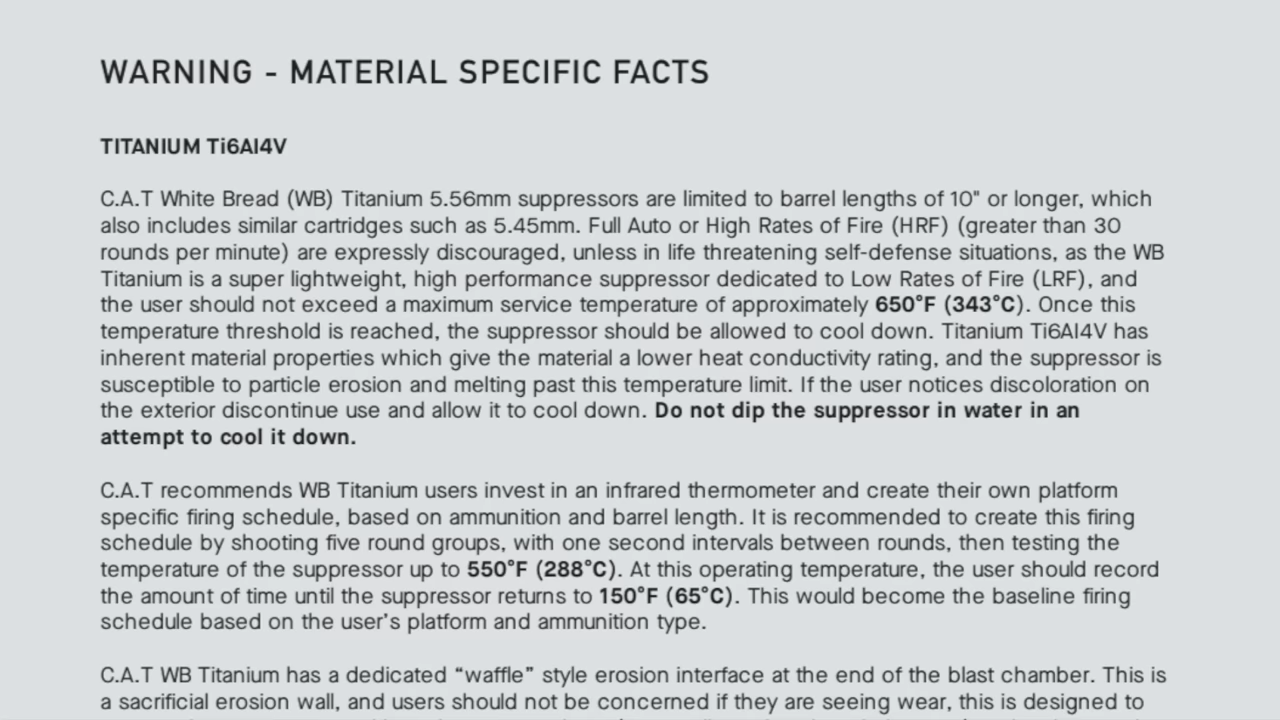 WARNING - MATERIAL SPECIFIC FACTS
TITANIUM Ti6Al4V
C.A.T White Bread (WB) Titanium 5.56mm suppressors are limited to barrel lengths of 10" or longer, which
also includes similar cartridges such as 5.45mm. Full Auto or High Rates of Fire (HRF) (greater than 30
rounds per minute) are expressly discouraged, unless in life threatening self-defense situations, as the WB
Titanium is a super lightweight, high performance suppressor dedicated to Low Rates of Fire (LRF), and
the user should not exceed a maximum service temperature of approximately 650°F (343°C). Once this
temperature threshold is reached, the suppressor should be allowed to cool down. Titanium Ti6Al4V has
inherent material properties which give the material a lower heat conductivity rating, and the suppressor is
susceptible to particle erosion and melting past this temperature limit. If the user notices discoloration on
the exterior discontinue use and allow it to cool down. Do not dip the suppressor in water in an
attempt to cool it down.
C.A.T recommends WB Titanium users invest in an infrared thermometer and create their own platform
specific firing schedule, based on ammunition and barrel length. It is recommended to create this firing
schedule by shooting five round groups, with one second intervals between rounds, then testing the
temperature of the suppressor up to 550°F (288°C). At this operating temperature, the user should record
the amount of time until the suppressor returns to 150°F (65°C). This would become the baseline firing
schedule based on the user's platform and ammunition type.
C.A.T WB Titanium has a dedicated “waffle” style erosion interface at the end of the blast chamber. This is
a sacrificial erosion wall, and users should not be concerned if they are seeing wear, this is designed to